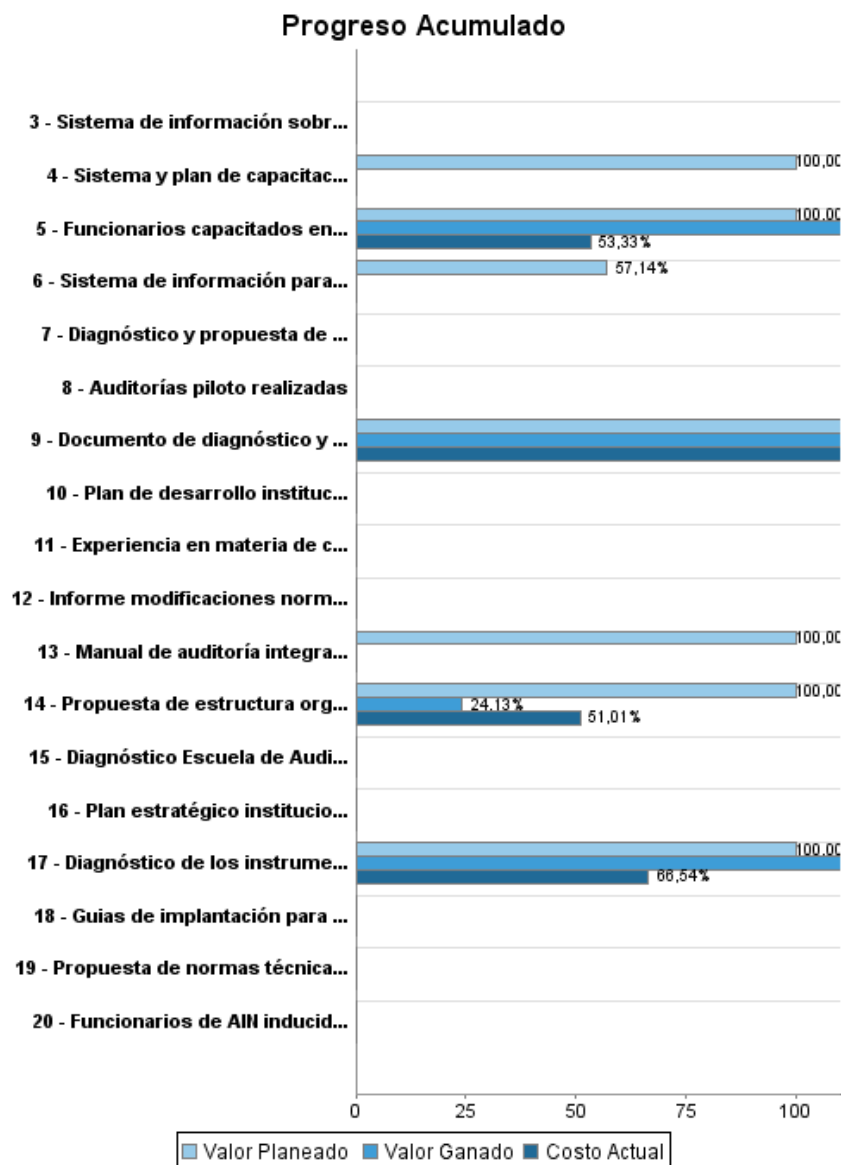 Progreso Acumulado
3 - Sistema de información sobr...
4 - Sistema y plan de capacitac...
100,00
5 - Funcionarios capacitados en...
100,00
53,33%
6 - Sistema de información para...
57,14%
7 - Diagnóstico y propuesta de ...
8 - Auditorías piloto realizadas
9 - Documento de diagnóstico y ...
10 - Plan de desarrollo instituc...
11 - Experiencia en materia de c...
12 - Informe modificaciones norm...
13 - Manual de auditoría integra...
100,00
14 - Propuesta de estructura org...
100,00
24,13%
51,01%
15 - Diagnóstico Escuela de Audi...
16 - Plan estratégico institucio...
17 - Diagnóstico de los instrume...
100,00
66,54%
18 - Guias de implantación para ...
19 - Propuesta de normas técnica...
20 - Funcionarios de AIN inducid...
0 25 50 75 100
Valor Planeado Valor Ganado Costo Actual